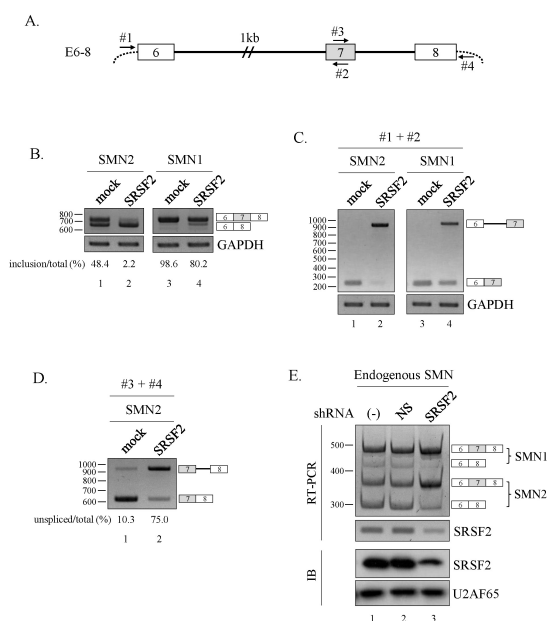 A.
#1 1kb #3
E6-8 6 7 8
#2 #4
B.
SMN2 SMN1
mock SRSF2 mock SRSF2
800
700
600
6 7 8
6 8
GAPDH
inclusion/total (%) 48.4 2.2 98.6 80.2
1 2 3 4
C.
#1 + #2
SMN2 SMN1
mock SRSF2 mock SRSF2
1000
900
800
700
600
500
400
300
200
6 7
6 7
GAPDH
1 2 3 4
D.
#3 + #4
SMN2
mock SRSF2
1000
900
800
700
600
7 8
7 8
unspliced/total (%) 10.3 75.0
1 2
E.
Endogenous SMN
shRNA (-) NS SRSF2
RT-PCR
500
400
300
6 7 8
6 8
SMN1
6 7 8
6 8
SMN2
SRSF2
IB
SRSF2
U2AF65
1 2 3